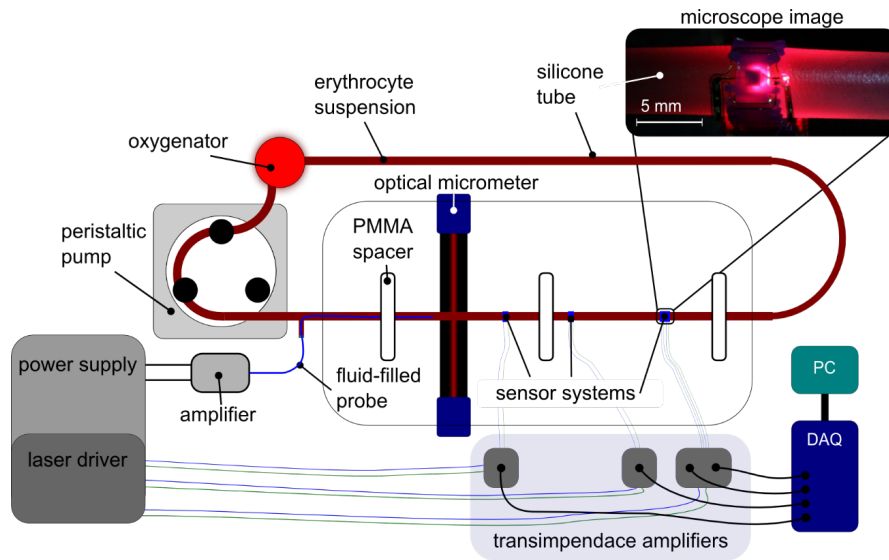 microscope image
5 mm
silicone
tube
erythrocyte
suspension
oxygenator
optical micrometer
PMMA
spacer
peristaltic
pump
power supply
amplifier
fluid-filled
probe
sensor systems
PC
DAQ
laser driver
transimpendace amplifiers